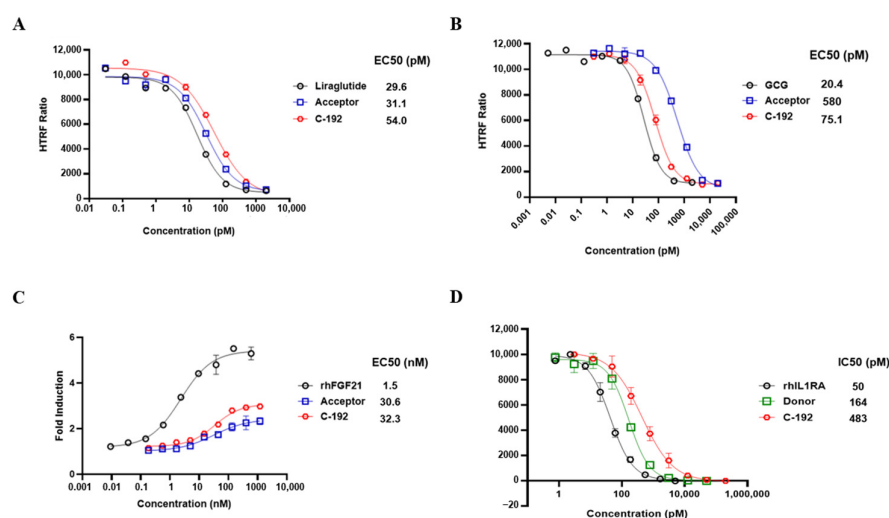 A
12,000
10,000
8000
6000
4000
2000
0
HTRF Ratio
0.01 0.1 1 10 100 1000 10,000
Concentration (pM)
EC50 (pM)
Liraglutide 29.6
Acceptor 31.1
C-192 54.0
B
12,000
10,000
8000
6000
4000
2000
0
HTRF Ratio
0.001 0.01 0.1 1 10 100 1000 10,000 100,000
Concentration (pM)
EC50 (pM)
GCG 20.4
Acceptor 580
C-192 75.1
C
6
4
2
0
Fold Induction
0.001 0.01 0.1 1 10 100 1000 10,000
Concentration (nM)
EC50 (nM)
rhFGF21 1.5
Acceptor 30.6
C-192 32.3
D
12,000
10,000
8000
6000
4000
2000
0
−20
1 100 10,000 1,000,000
Concentration (pM)
IC50 (pM)
rhIL1RA 50
Donor 164
C-192 483